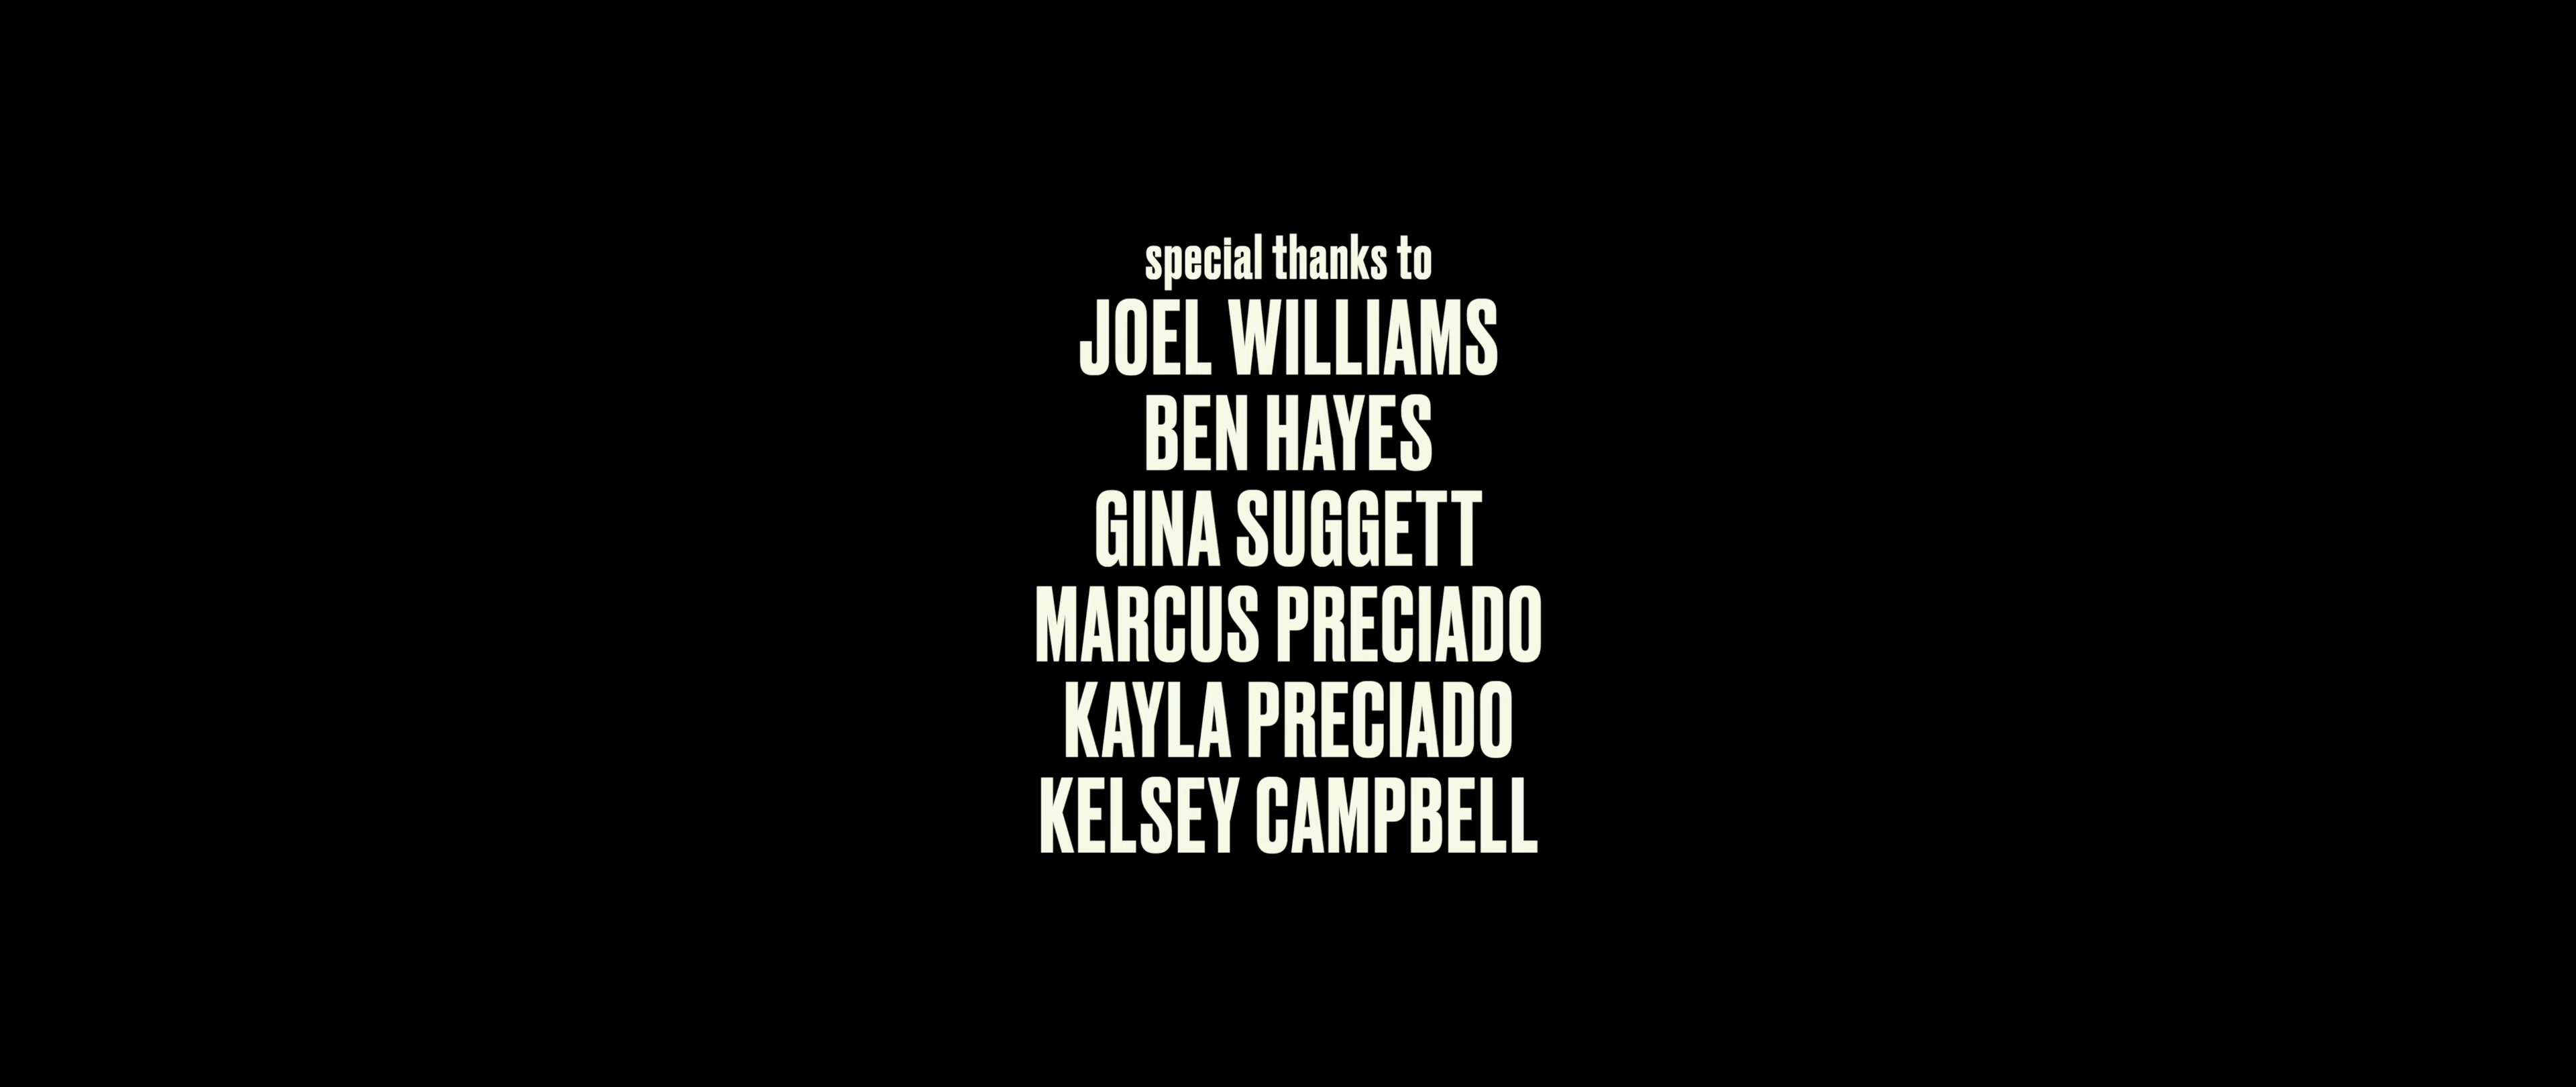 special thanks to
JOEL WILLIAMS
BEN HAYES
GINA SUGGETT
MARCUS PRECIADO
KAYLA PRECIADO
KELSEY CAMPBELL